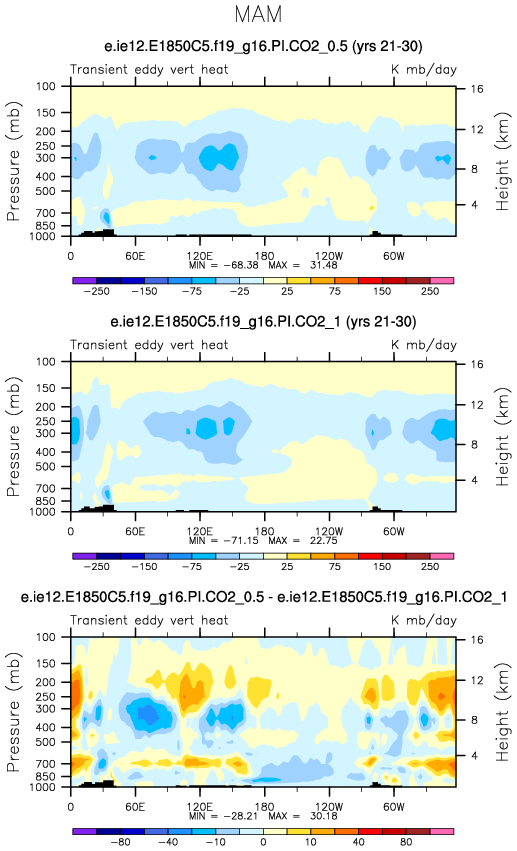 MAM
e.ie12.E1850C5.f19_g16.PI.CO2_0.5 (yrs 21-30)
Transient eddy vert heat K mb/day
Pressure (mb)
100
150
200
250
300
400
500
700
850
1000
16
12
8
4
Height (km)
0 60E 120E 180 120W 60W
MIN = -68.38 MAX = 31.48
-250 -150 -75 -25 25 75 150 250
e.ie12.E1850C5.f19_g16.PI.CO2_1 (yrs 21-30)
Transient eddy vert heat K mb/day
Pressure (mb)
100
150
200
250
300
400
500
700
850
1000
16
12
8
4
Height (km)
0 60E 120E 180 120W 60W
MIN = -71.15 MAX = 22.75
-250 -150 -75 -25 25 75 150 250
e.ie12.E1850C5.f19_g16.PI.CO2_0.5 - e.ie12.E1850C5.f19_g16.PI.CO2_1
Transient eddy vert heat K mb/day
Pressure (mb)
100
150
200
250
300
400
500
700
850
1000
16
12
8
4
Height (km)
0 60E 120E 180 120W 60W
MIN = -28.21 MAX = 30.18
-80 -40 -10 0 10 40 80